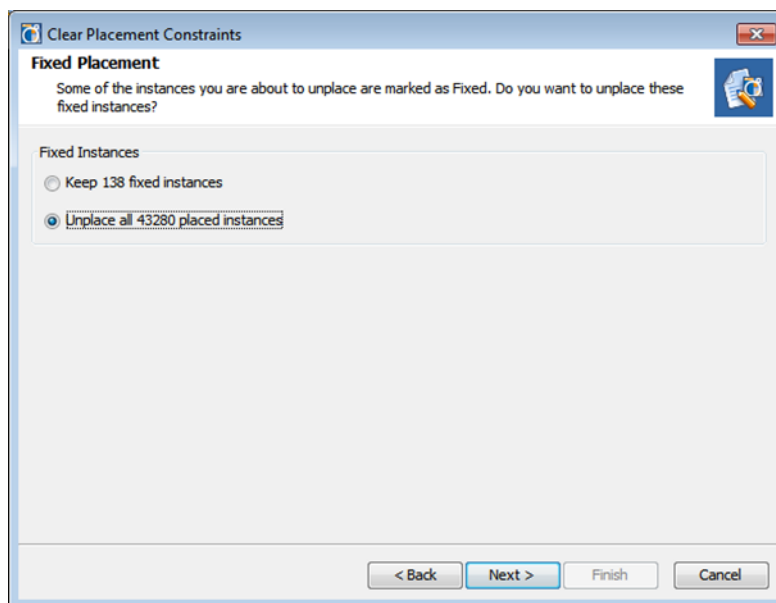 Clear Placement Constraints
Fixed Placement
Some of the instances you are about to unplace are marked as Fixed. Do you want to unplace these
fixed instances?
Fixed Instances
Keep 138 fixed instances
Unplace all 43280 placed instances
< Back
Next >
Finish
Cancel